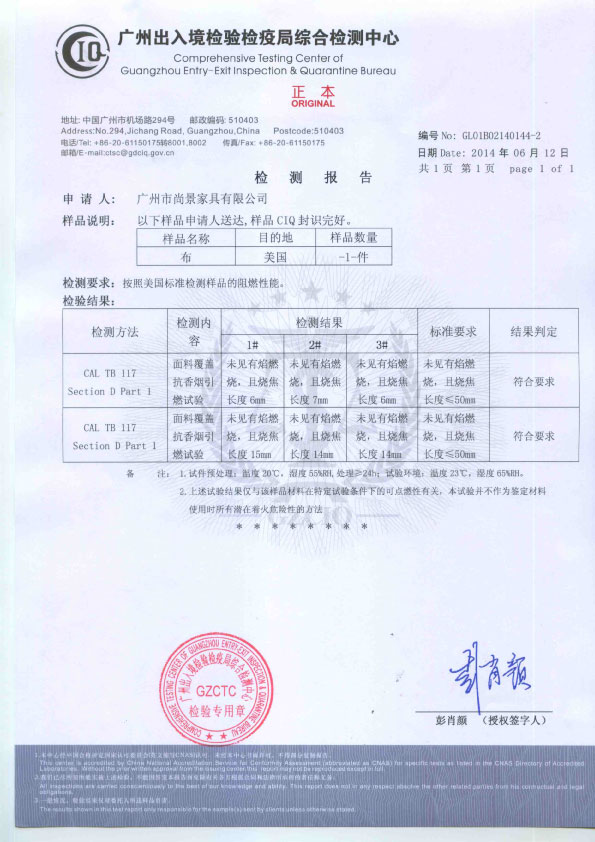 CIQ
广州出入境检验检疫局综合检测中心
Comprehensive Testing Center of
Guangzhou Entry-Exit Inspection & Quarantine Bureau
正 本
ORIGINAL
地址: 中国广州市机场路294号 邮政编码: 510403
Address:No.294,Jichang Road, Guangzhou,China Postcode:510403
电话/Tel: +86-20-61150175转8001,8002 传真/Fax: +86-20-61150175
邮箱/E-mail:ctsc@gdciq.gov.cn
编号 No: GL01B02140144-2
日期 Date: 2014 年 06 月 12 日
共 1 页 第 1 页 page 1 of 1
检 测 报 告
申 请 人: 广州市尚景家具有限公司
样品说明: 以下样品申请人送达,样品 CIQ 封识完好。
样品名称 目的地 样品数量
布 美国 -1-件
检测要求: 按照美国标准检测样品的阻燃性能。
检验结果:
检测方法 检测内容 检测结果 标准要求 结果判定
1# 2# 3#
CAL TB 117 Section D Part 1 面料覆盖抗香烟引燃试验 未见有焰燃烧, 且烧焦长度 6mm 未见有焰燃烧, 且烧焦长度 7mm 未见有焰燃烧, 且烧焦长度 6mm 未见有焰燃烧, 且烧焦长度≤50mm 符合要求
CAL TB 117 Section D Part 1 面料覆盖抗香烟引燃试验 未见有焰燃烧, 且烧焦长度 15mm 未见有焰燃烧, 且烧焦长度 14mm 未见有焰燃烧, 且烧焦长度 14mm 未见有焰燃烧, 且烧焦长度≤50mm 符合要求
备 注: 1.试件预处理: 温度 20℃, 湿度 55%RH, 处理≥24h; 试验环境: 温度 23℃, 湿度 65%RH。
2.上述试验结果仅与该样品材料在特定试验条件下的可点燃性有关, 本试验并不作为鉴定材料
使用时所有潜在着火危险性的方法
* * * * * * * *
COMPREHENSIVE TESTING CENTER OF GUANGZHOU ENTRY-EXIT INSPECTION & QUARANTINE BUREAU
广州出入境检验检疫局综合检测中心
GZCTC
检验专用章
彭肖颜
彭肖颜 (授权签字人)
This center is accredited by China National Accreditation Service for Conformity Assessment (abbreviated as CNAS) for specific tests as listed in the CNAS Directory of Accredited
Laboratories. Without the prior written approval from the issuing center this report may not be reproduced except in full.
All inspections are carried conscientiously to the best of our knowledge and ability. This report does not in any respect absolve the other related parties from his contractual and legal
obligations.
The results shown in this test report only responsible for the sample(s) sent by clients unless otherwise stated.